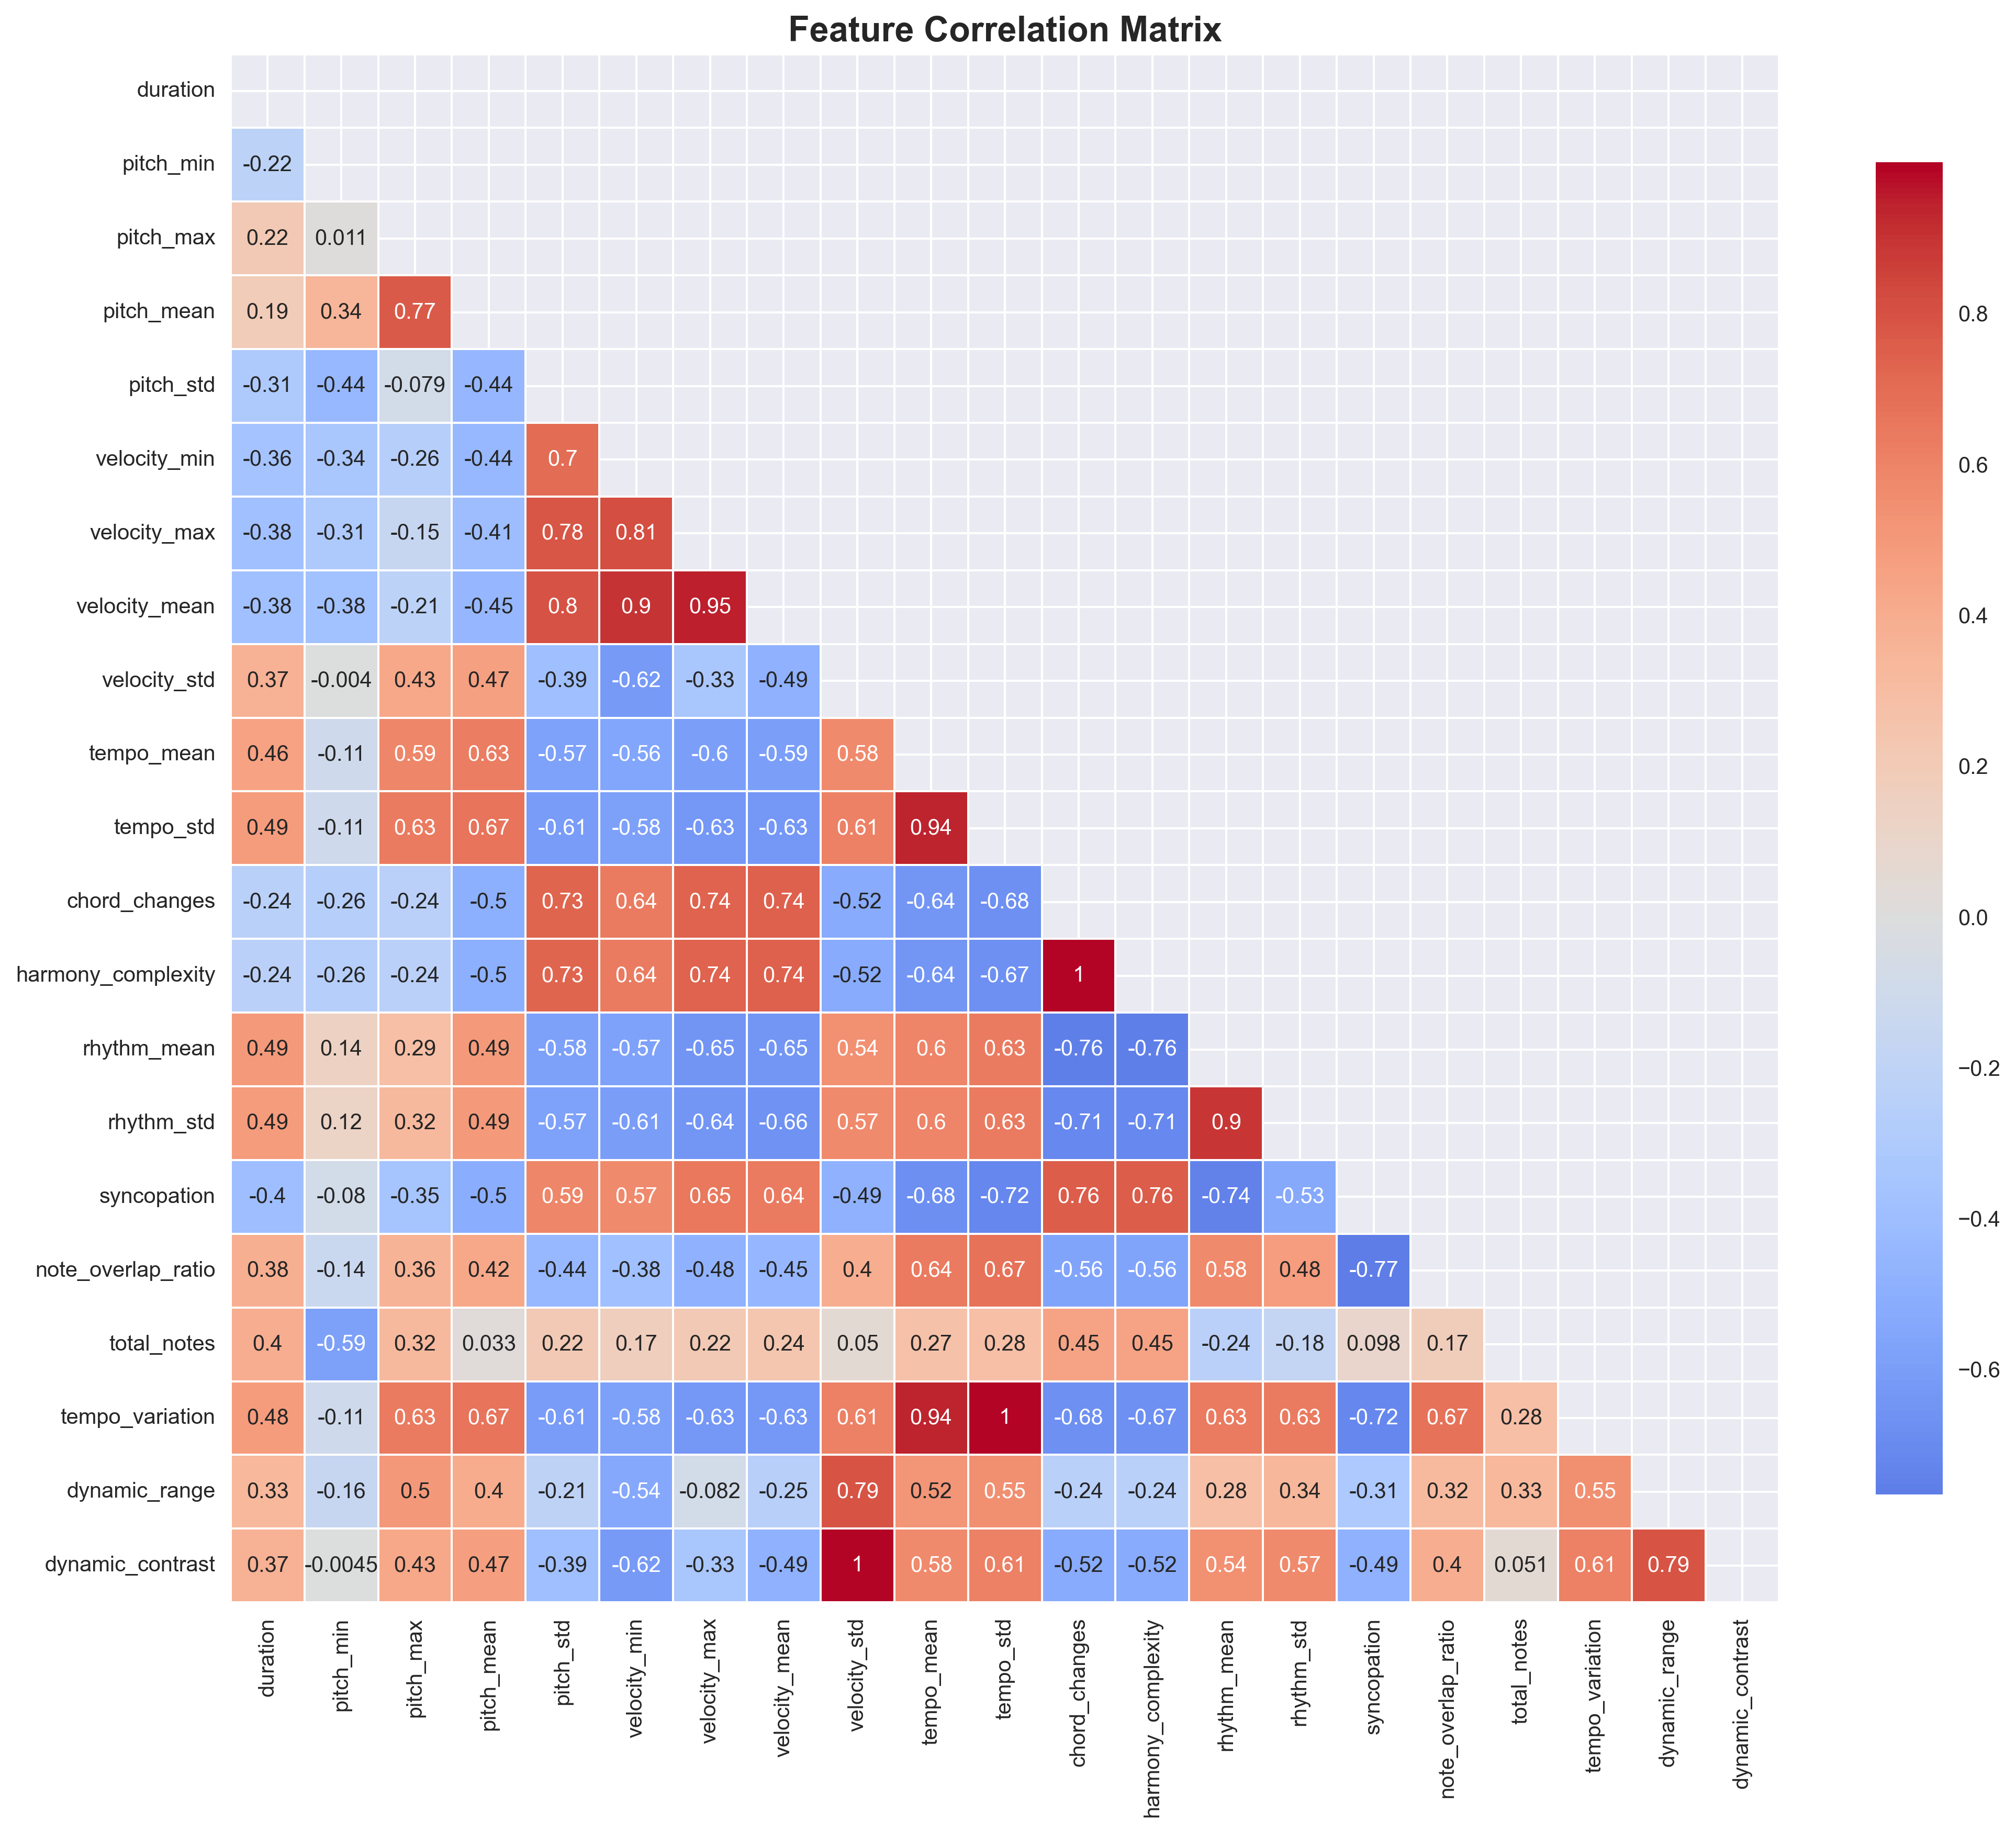 Feature Correlation Matrix
duration
pitch_min -0.22
pitch_max 0.22 0.011
pitch_mean 0.19 0.34 0.77
pitch_std -0.31 -0.44 -0.079 -0.44
velocity_min -0.36 -0.34 -0.26 -0.44 0.7
velocity_max -0.38 -0.31 -0.15 -0.41 0.78 0.81
velocity_mean -0.38 -0.38 -0.21 -0.45 0.8 0.9 0.95
velocity_std 0.37 -0.004 0.43 0.47 -0.39 -0.62 -0.33 -0.49
tempo_mean 0.46 -0.11 0.59 0.63 -0.57 -0.56 -0.6 -0.59 0.58
tempo_std 0.49 -0.11 0.63 0.67 -0.61 -0.58 -0.63 -0.63 0.61 0.94
chord_changes -0.24 -0.26 -0.24 -0.5 0.73 0.64 0.74 0.74 -0.52 -0.64 -0.68
harmony_complexity -0.24 -0.26 -0.24 -0.5 0.73 0.64 0.74 0.74 -0.52 -0.64 -0.67 1
rhythm_mean 0.49 0.14 0.29 0.49 -0.58 -0.57 -0.65 -0.65 0.54 0.6 0.63 -0.76 -0.76
rhythm_std 0.49 0.12 0.32 0.49 -0.57 -0.61 -0.64 -0.66 0.57 0.6 0.63 -0.71 -0.71 0.9
syncopation -0.4 -0.08 -0.35 -0.5 0.59 0.57 0.65 0.64 -0.49 -0.68 -0.72 0.76 0.76 -0.74 -0.53
note_overlap_ratio 0.38 -0.14 0.36 0.42 -0.44 -0.38 -0.48 -0.45 0.4 0.64 0.67 -0.56 -0.56 0.58 0.48 -0.77
total_notes 0.4 -0.59 0.32 0.033 0.22 0.17 0.22 0.24 0.05 0.27 0.28 0.45 0.45 -0.24 -0.18 0.098 0.17
tempo_variation 0.48 -0.11 0.63 0.67 -0.61 -0.58 -0.63 -0.63 0.61 0.94 1 -0.68 -0.67 0.63 0.63 -0.72 0.67 0.28
dynamic_range 0.33 -0.16 0.5 0.4 -0.21 -0.54 -0.082 -0.25 0.79 0.52 0.55 -0.24 -0.24 0.28 0.34 -0.31 0.32 0.33 0.55
dynamic_contrast 0.37 -0.0045 0.43 0.47 -0.39 -0.62 -0.33 -0.49 1 0.58 0.61 -0.52 -0.52 0.54 0.57 -0.49 0.4 0.051 0.61 0.79
duration
pitch_min
pitch_max
pitch_mean
pitch_std
velocity_min
velocity_max
velocity_mean
velocity_std
tempo_mean
tempo_std
chord_changes
harmony_complexity
rhythm_mean
rhythm_std
syncopation
note_overlap_ratio
total_notes
tempo_variation
dynamic_range
dynamic_contrast
0.8
0.6
0.4
0.2
0.0
−0.2
−0.4
−0.6